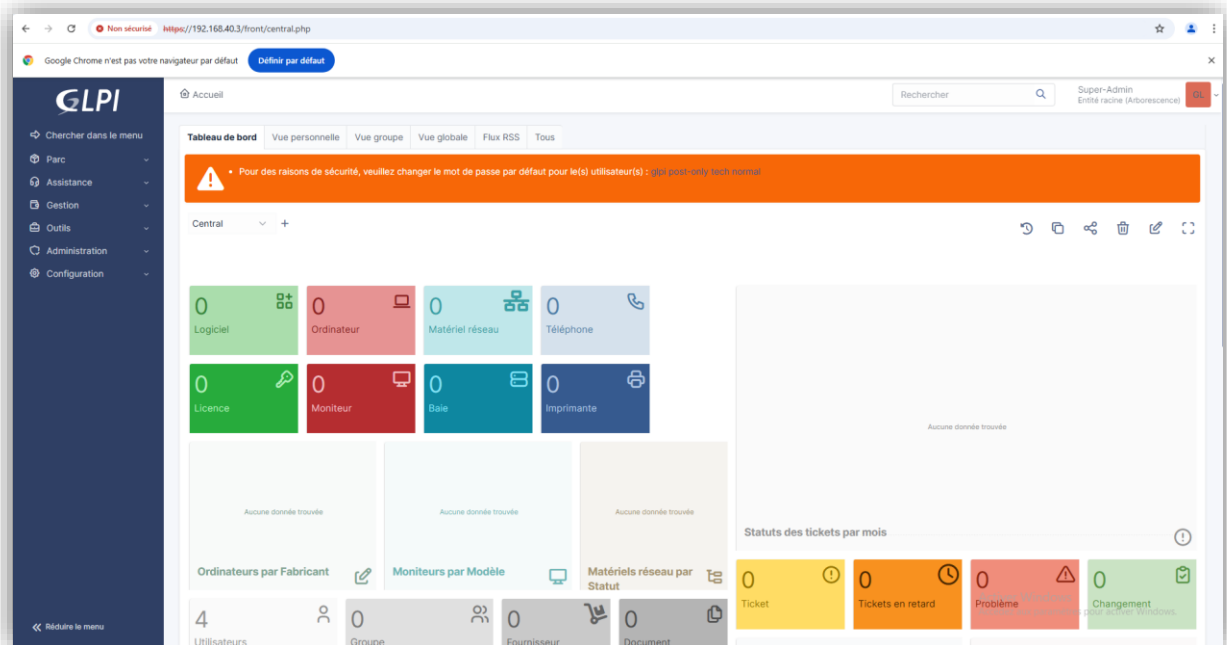 Non sécurisé https://192.168.40.3/front/central.php
Google Chrome n'est pas votre navigateur par défaut Définir par défaut
GLPI
Accueil
Rechercher
Super-Admin
Entité racine (Arborescence)
GL
Chercher dans le menu
Parc
Assistance
Gestion
Outils
Administration
Configuration
Réduire le menu
Tableau de bord Vue personnelle Vue groupe Vue globale Flux RSS Tous
Pour des raisons de sécurité, veuillez changer le mot de passe par défaut pour le(s) utilisateur(s) : glpi post-only tech normal
Central
0
Logiciel
0
Ordinateur
0
Matériel réseau
0
Téléphone
0
Licence
0
Moniteur
0
Baie
0
Imprimante
Aucune donnée trouvée
Statuts des tickets par mois
Aucune donnée trouvée
Ordinateurs par Fabricant
Aucune donnée trouvée
Moniteurs par Modèle
Aucune donnée trouvée
Matériels réseau par
Statut
0
Ticket
0
Tickets en retard
0
Problème
0
Changement
pour activer Windows.
4
Utilisateurs
0
Groupe
0
Fournisseur
0
Document